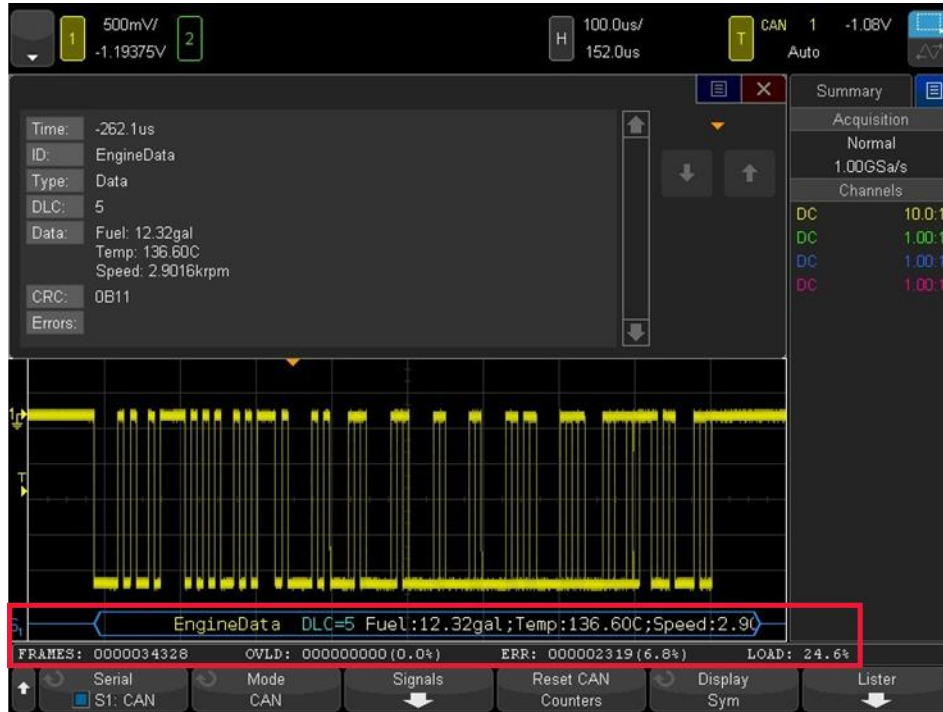 1 500mV/ 2 H 100.0us/ T CAN 1 -1.08V
-1.19375V 152.0us Auto
Summary
Time: -262.1us
ID: EngineData
Type: Data
DLC: 5
Data: Fuel: 12.32gal
Temp: 136.60C
Speed: 2.9016krpm
CRC: 0B11
Errors:
Acquisition
Normal
1.00GSa/s
Channels
DC 10.0:1
DC 1.00:1
DC 1.00:1
DC 1.00:1
1
T
S1 EngineData DLC=5 Fuel:12.32gal;Temp:136.60C;Speed:2.90
FRAMES: 0000034328 OVLD: 000000000(0.0%) ERR: 000002319(6.8%) LOAD: 24.6%
Serial Mode Signals Reset CAN Display Lister
S1: CAN CAN Counters Sym